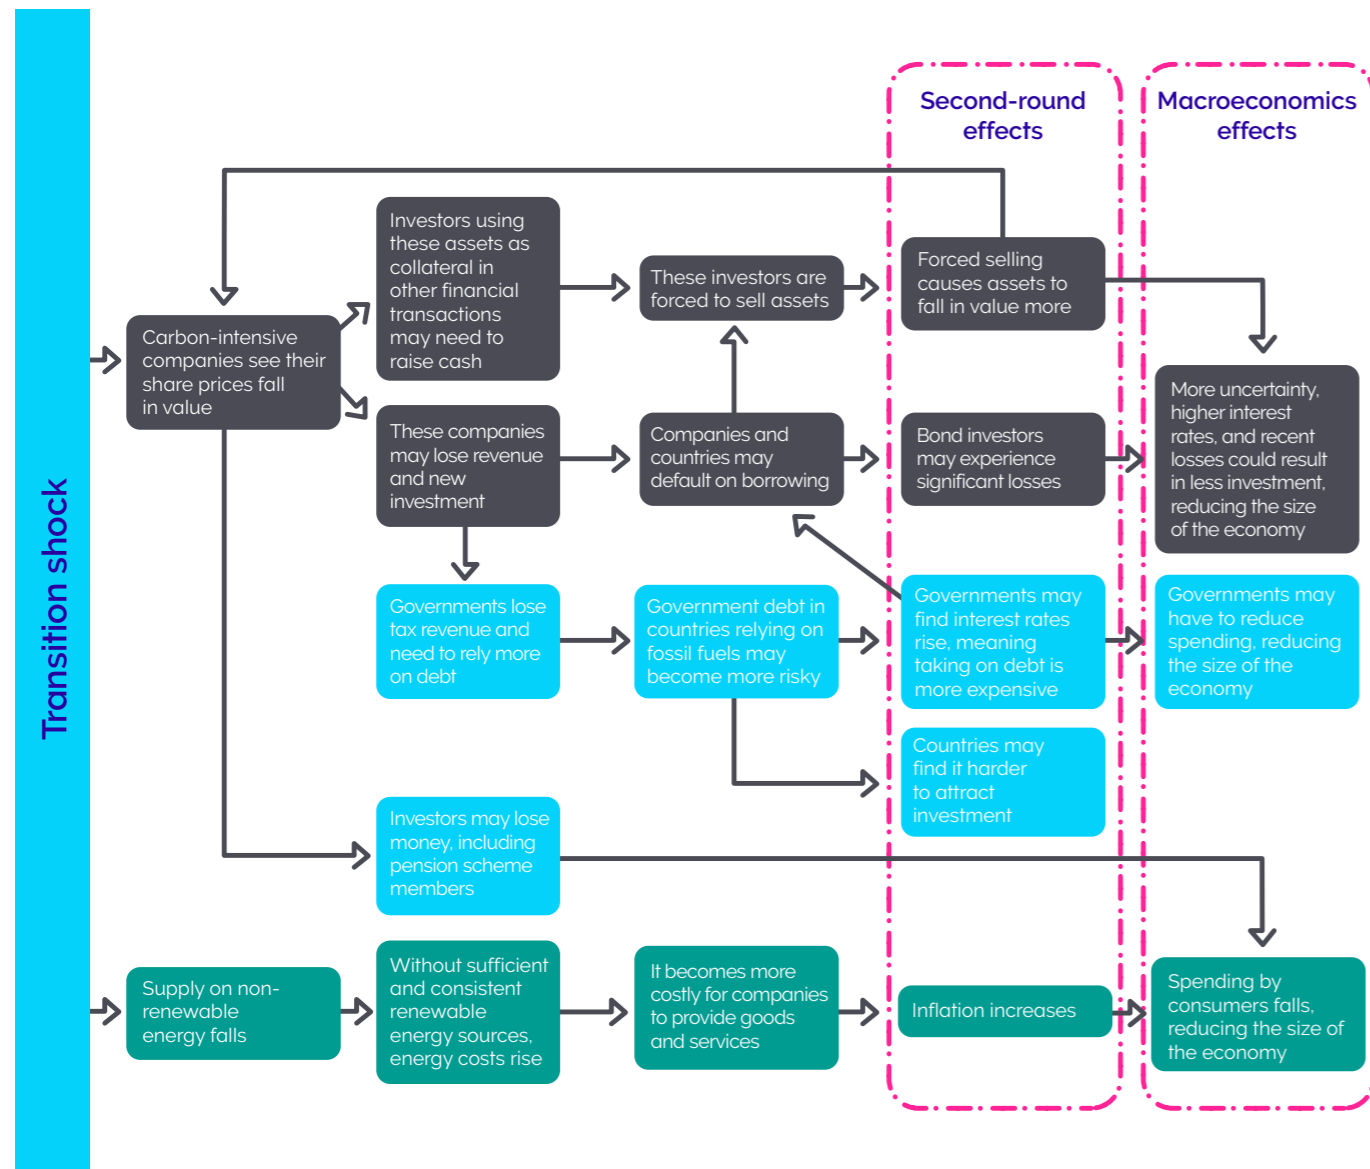 Transition shock
Second-round
effects
Macroeconomics
effects
Investors using
these assets as
collateral in
other financial
transactions
may need to
raise cash
These investors are
forced to sell assets
Forced selling
causes assets to
fall in value more
Carbon-intensive
companies see their
share prices fall
in value
These companies
may lose revenue
and new
investment
Companies and
countries may
default on borrowing
Bond investors
may experience
significant losses
More uncertainty,
higher interest
rates, and recent
losses could result
in less investment,
reducing the size
of the economy
Governments lose
tax revenue and
need to rely more
on debt
Government debt in
countries relying on
fossil fuels may
become more risky
Governments may
find interest rates
rise, meaning
taking on debt is
more expensive
Governments may
have to reduce
spending, reducing
the size of the
economy
Countries may
find it harder
to attract
investment
Investors may lose
money, including
pension scheme
members
Supply on non-
renewable
energy falls
Without sufficient
and consistent
renewable
energy sources,
energy costs rise
It becomes more
costly for companies
to provide goods
and services
Inflation increases
Spending by
consumers falls,
reducing the size of
the economy